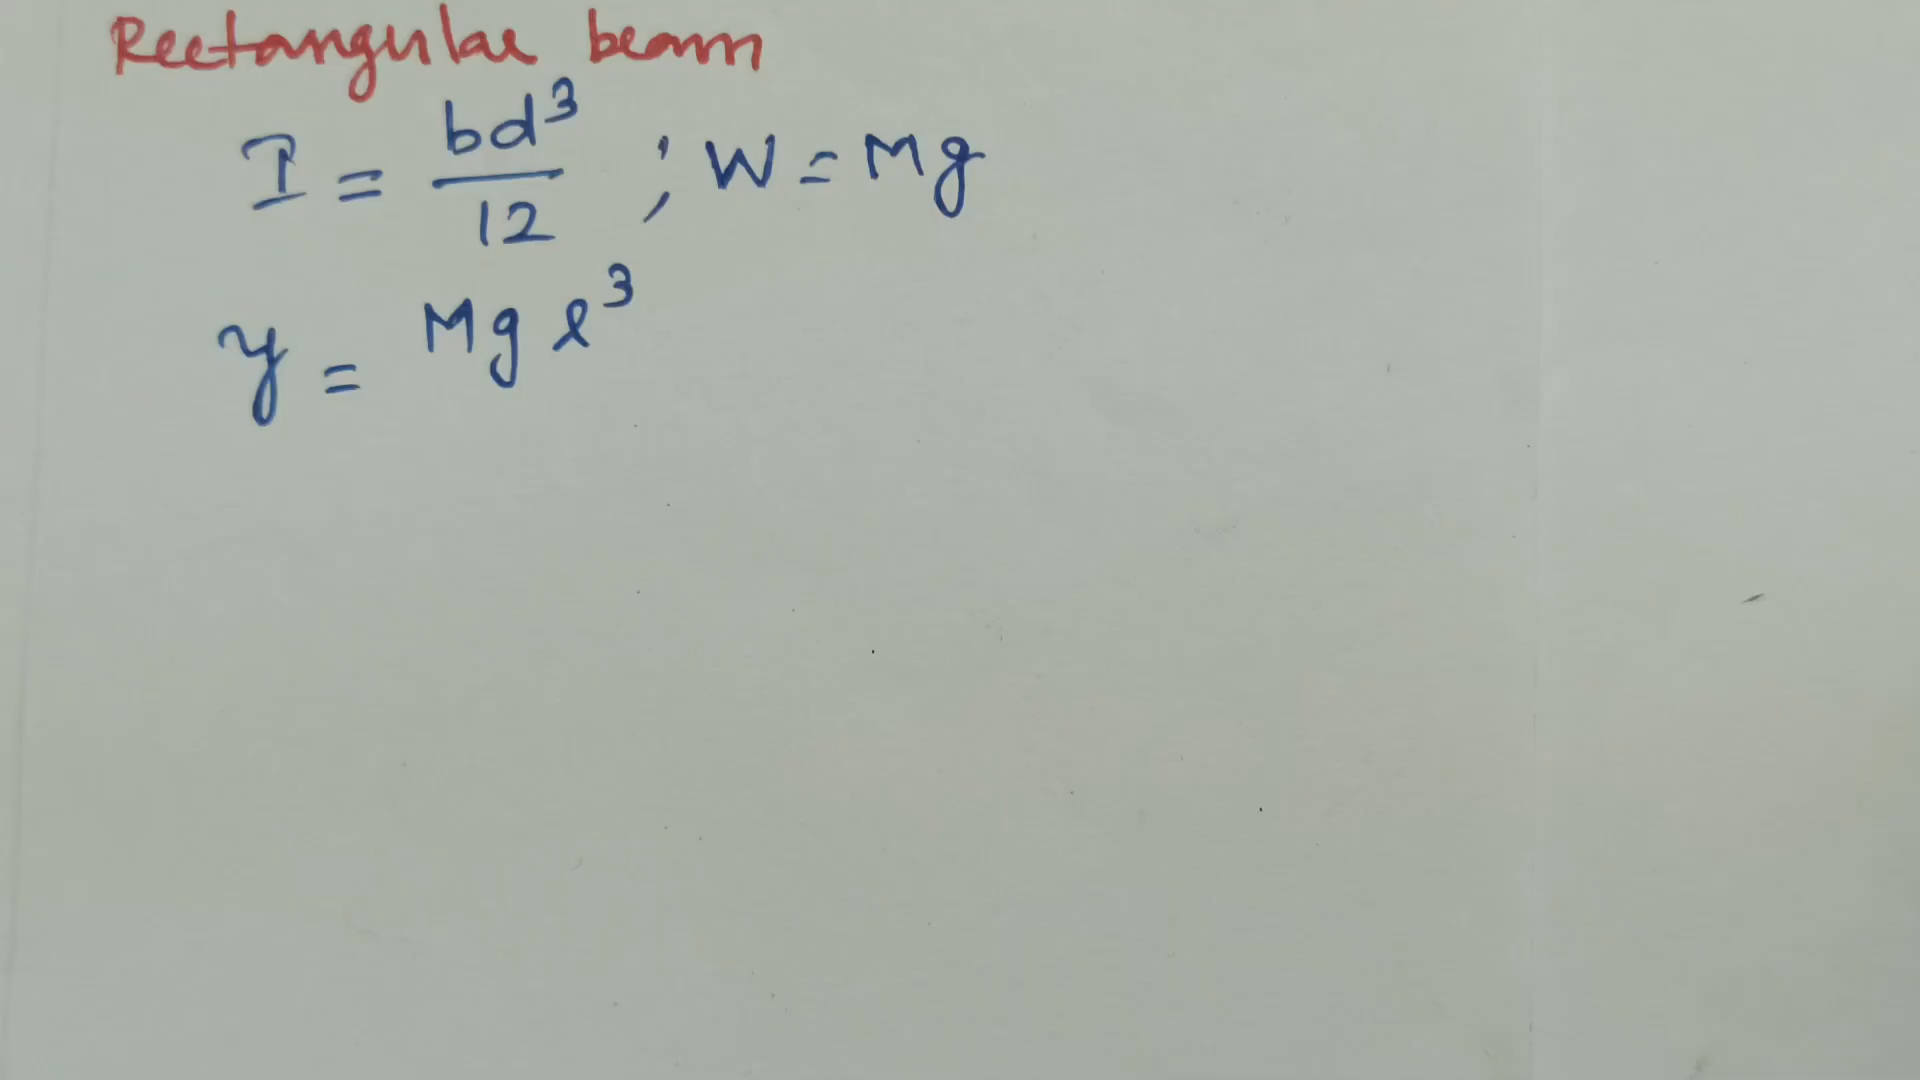 Rectangular beam
I = bd³/12 ; W = Mg
y = Mg l³